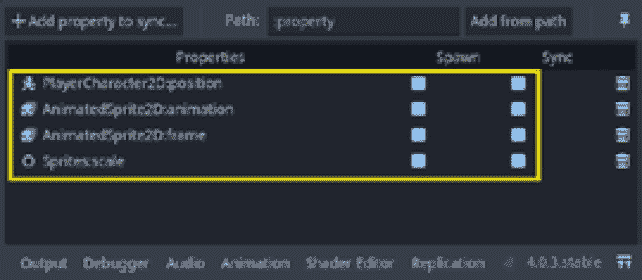 Add property to sync... Path: :property Add from path
Properties Spawn Sync
PlayerCharacter2D:position
AnimatedSprite2D:animation
AnimatedSprite2D:frame
Sprites:scale
Output Debugger Audio Animation Shader Editor Replication 4.0.3.stable